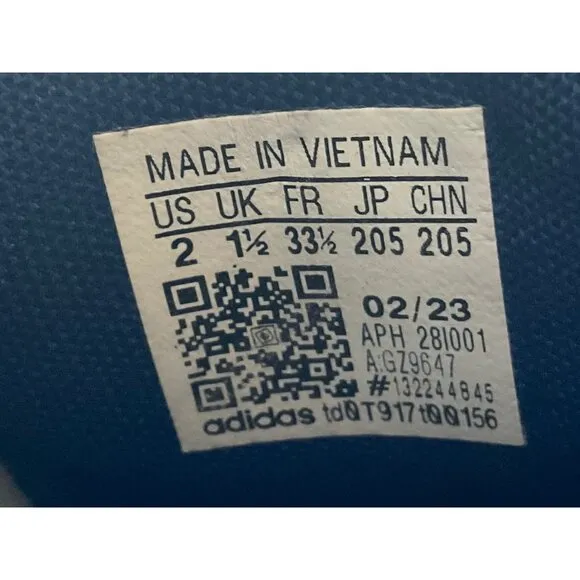 MADE IN VIETNAM
US UK FR JP CHN
2 1½ 33½ 205 205
02/23
APH 28I001
A:GZ9647
#132244845
adidas td0T917t00156